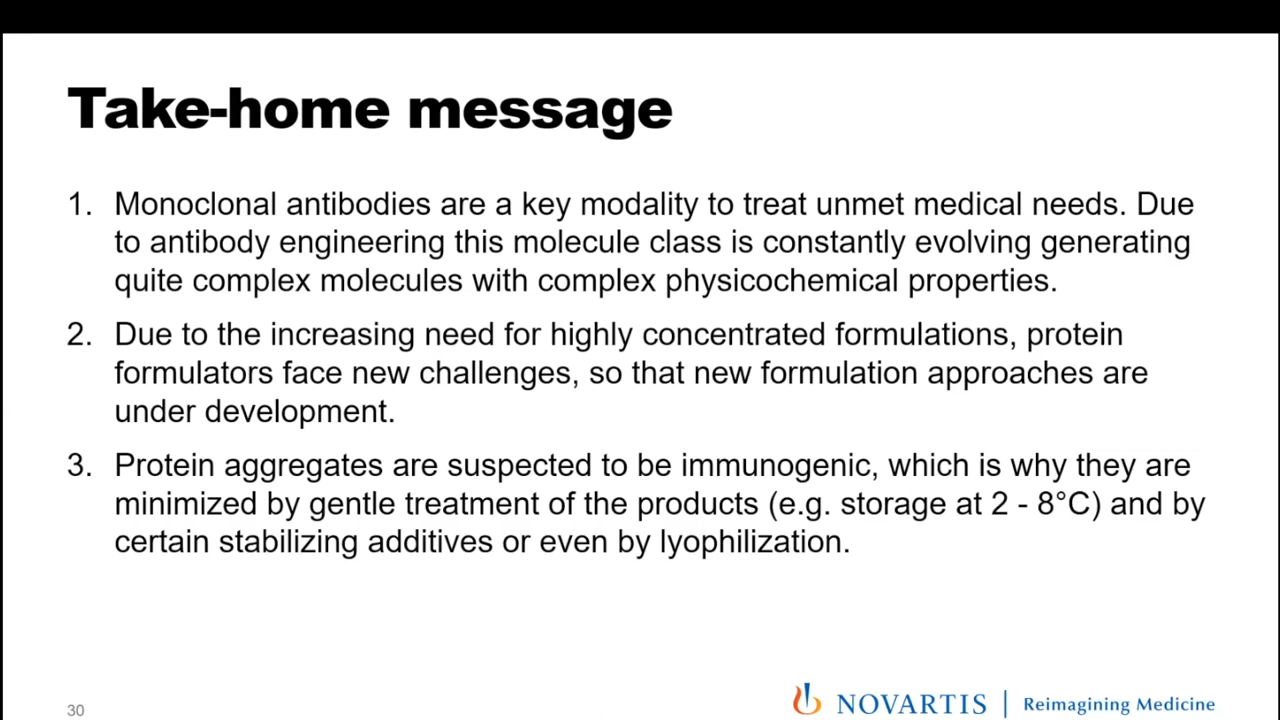 Take-home message
1. Monoclonal antibodies are a key modality to treat unmet medical needs. Due
to antibody engineering this molecule class is constantly evolving generating
quite complex molecules with complex physicochemical properties.
2. Due to the increasing need for highly concentrated formulations, protein
formulators face new challenges, so that new formulation approaches are
under development.
3. Protein aggregates are suspected to be immunogenic, which is why they are
minimized by gentle treatment of the products (e.g. storage at 2 - 8°C) and by
certain stabilizing additives or even by lyophilization.
30
NOVARTIS | Reimagining Medicine